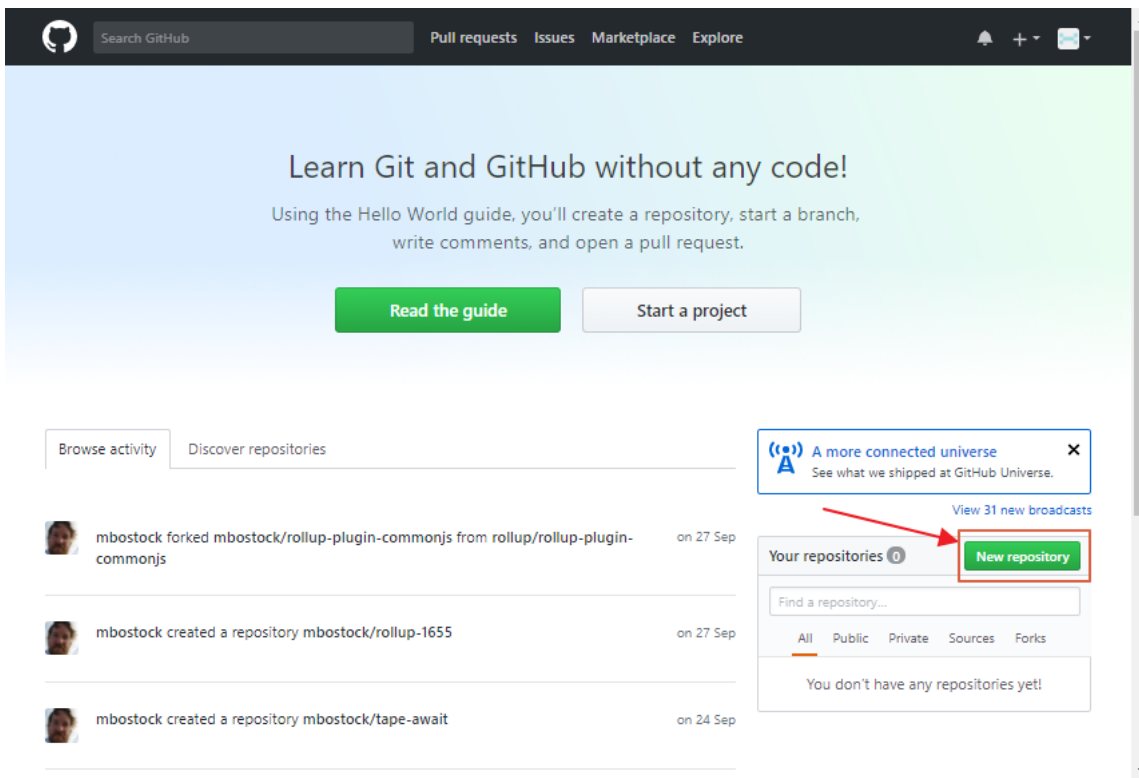 Search GitHub
Pull requests Issues Marketplace Explore
Learn Git and GitHub without any code!
Using the Hello World guide, you'll create a repository, start a branch,
write comments, and open a pull request.
Read the guide
Start a project
Browse activity
Discover repositories
mbostock forked mbostock/rollup-plugin-commonjs from rollup/rollup-plugin-
commonjs
on 27 Sep
mbostock created a repository mbostock/rollup-1655
on 27 Sep
mbostock created a repository mbostock/tape-await
on 24 Sep
A more connected universe
See what we shipped at GitHub Universe.
View 31 new broadcasts
Your repositories 0
New repository
Find a repository...
All Public Private Sources Forks
You don't have any repositories yet!